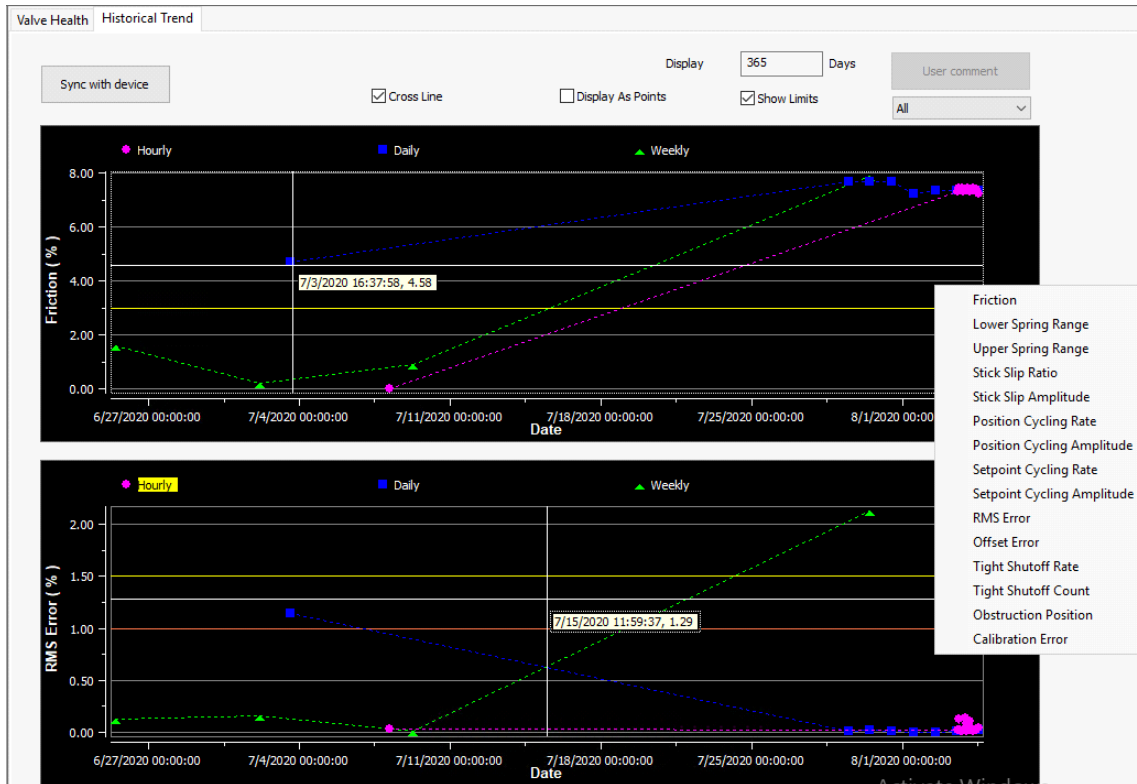 Valve Health Historical Trend
Display 365 Days
User comment
Sync with device
Cross Line Display As Points Show Limits
All
Hourly Daily Weekly
8.00
6.00
4.00
2.00
0.00
Friction ( % )
7/3/2020 16:37:58, 4.58
6/27/2020 00:00:00 7/4/2020 00:00:00 7/11/2020 00:00:00 7/18/2020 00:00:00 7/25/2020 00:00:00 8/1/2020 00:00:00
Date
Friction
Lower Spring Range
Upper Spring Range
Stick Slip Ratio
Stick Slip Amplitude
Position Cycling Rate
Position Cycling Amplitude
Setpoint Cycling Rate
Setpoint Cycling Amplitude
RMS Error
Offset Error
Tight Shutoff Rate
Tight Shutoff Count
Obstruction Position
Calibration Error
Hourly Daily Weekly
2.00
1.50
1.00
0.50
0.00
RMS Error ( % )
7/15/2020 11:59:37, 1.29
6/27/2020 00:00:00 7/4/2020 00:00:00 7/11/2020 00:00:00 7/18/2020 00:00:00 7/25/2020 00:00:00 8/1/2020 00:00:00
Date
Activate Windows